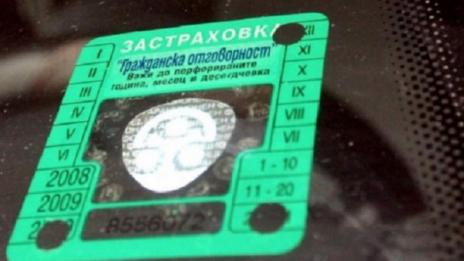 ЗАСТРАХОВКА
"Гражданска отговорност"
Важи до перфорираните
година, месец и десетдневка
I
II
III
IV
V
VI
2008
2009
XII
XI
X
IX
VIII
VII
1 - 10
11 - 20
8556072